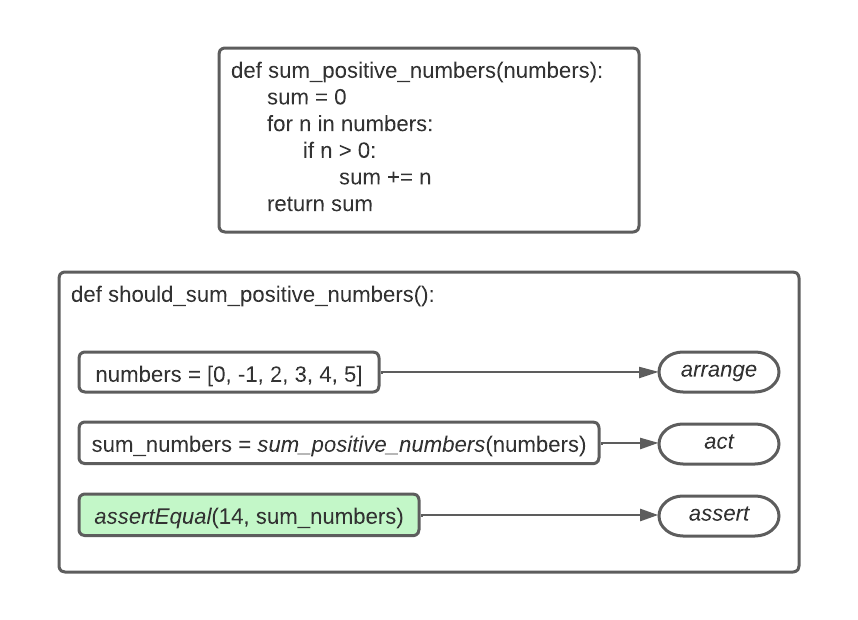 def sum_positive_numbers(numbers):
sum = 0
for n in numbers:
if n > 0:
sum += n
return sum
def should_sum_positive_numbers():
numbers = [0, -1, 2, 3, 4, 5]
arrange
sum_numbers = sum_positive_numbers(numbers)
act
assertEqual(14, sum_numbers)
assert